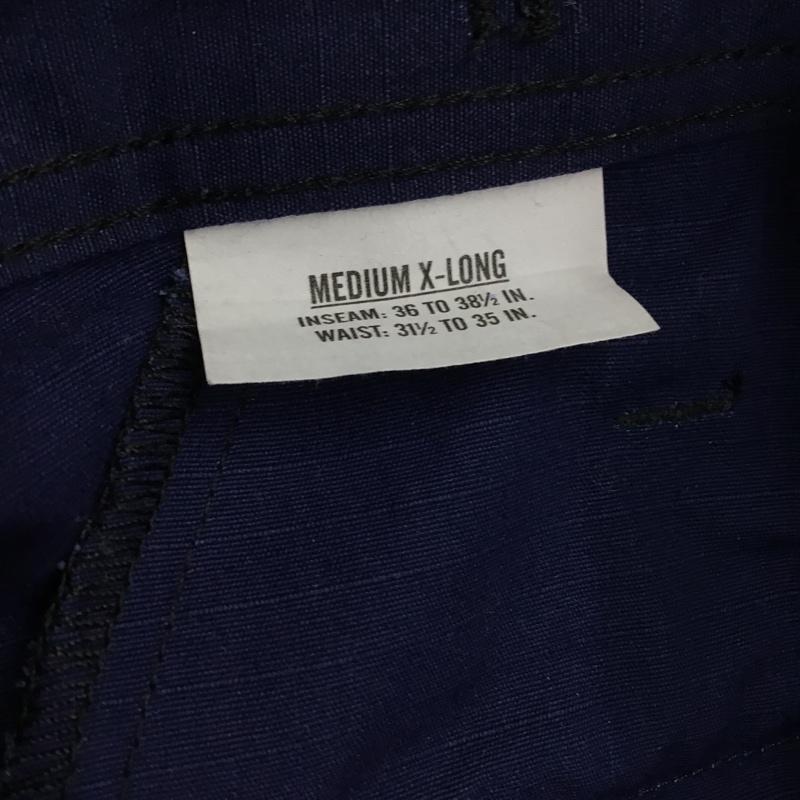 MEDIUM X-LONG
INSEAM: 36 TO 38½ IN.
WAIST: 31½ TO 35 IN.